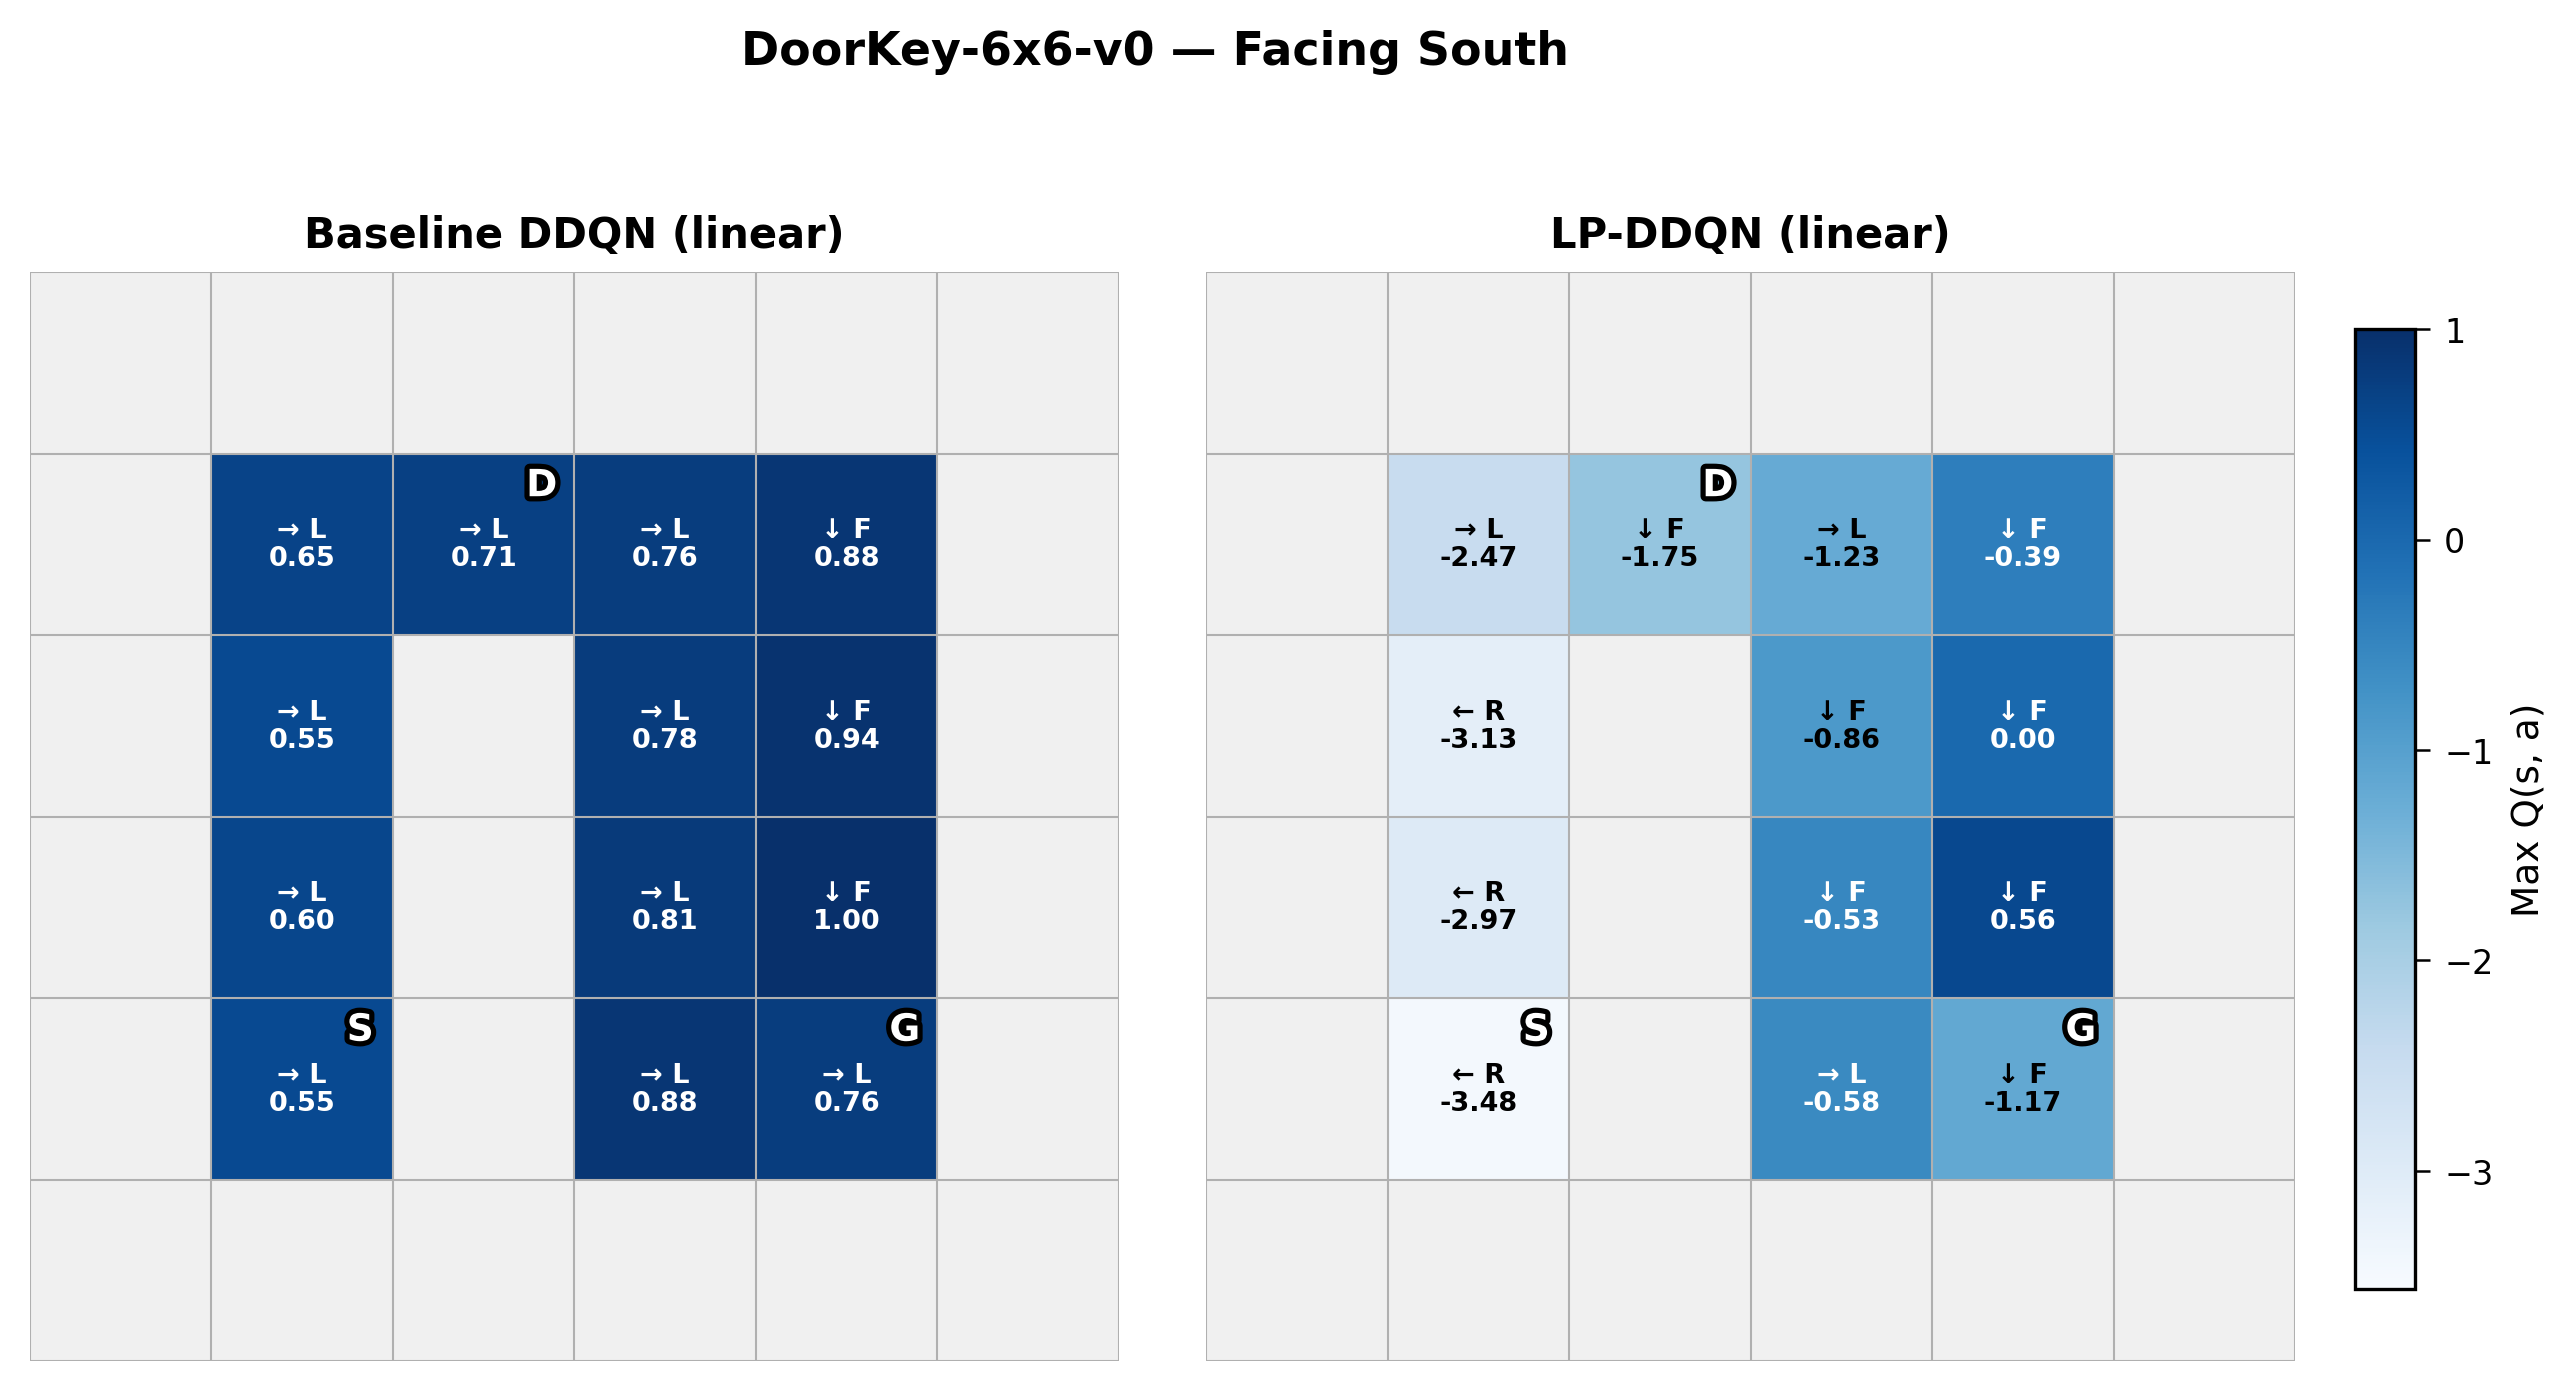 DoorKey-6x6-v0 — Facing South
Baseline DDQN (linear)
D
→ L
0.65
→ L
0.71
→ L
0.76
↓ F
0.88
→ L
0.55
→ L
0.78
↓ F
0.94
→ L
0.60
→ L
0.81
↓ F
1.00
S
→ L
0.55
→ L
0.88
G
→ L
0.76
LP-DDQN (linear)
D
→ L
-2.47
↓ F
-1.75
→ L
-1.23
↓ F
-0.39
← R
-3.13
↓ F
-0.86
↓ F
0.00
← R
-2.97
↓ F
-0.53
↓ F
0.56
S
← R
-3.48
→ L
-0.58
G
↓ F
-1.17
1
0
−1
−2
−3
Max Q(s, a)